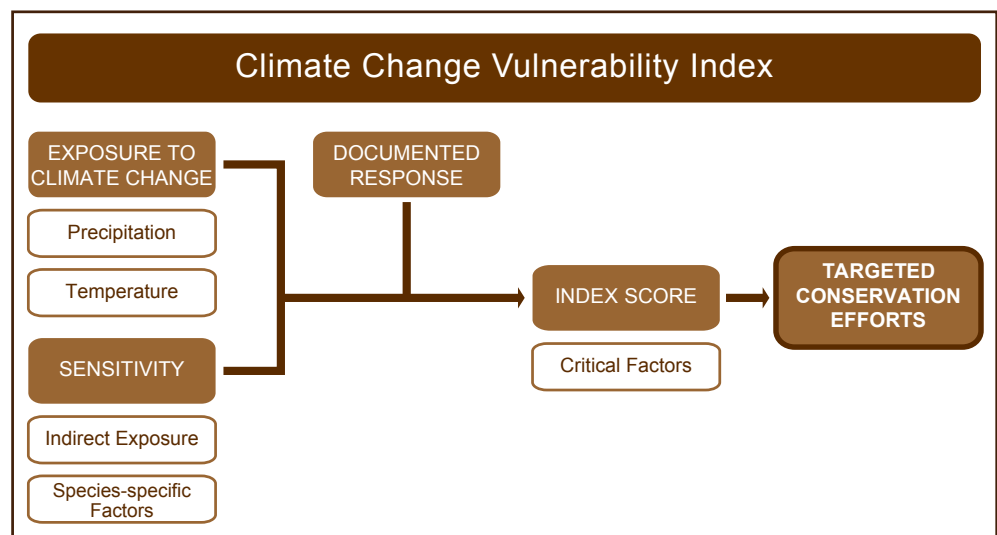 Climate Change Vulnerability Index
EXPOSURE TO
CLIMATE CHANGE
Precipitation
Temperature
SENSITIVITY
Indirect Exposure
Species-specific
Factors
DOCUMENTED
RESPONSE
INDEX SCORE
Critical Factors
TARGETED
CONSERVATION
EFFORTS